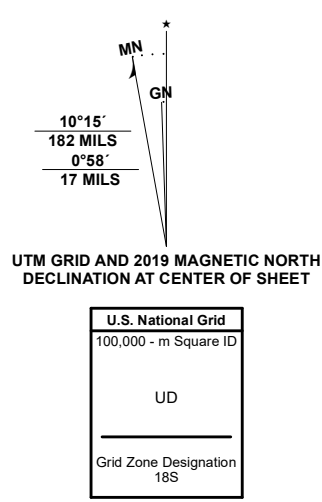 MN
GN
10°15´
182 MILS
0°58´
17 MILS
UTM GRID AND 2019 MAGNETIC NORTH
DECLINATION AT CENTER OF SHEET
U.S. National Grid
100,000 - m Square ID
UD
Grid Zone Designation
18S